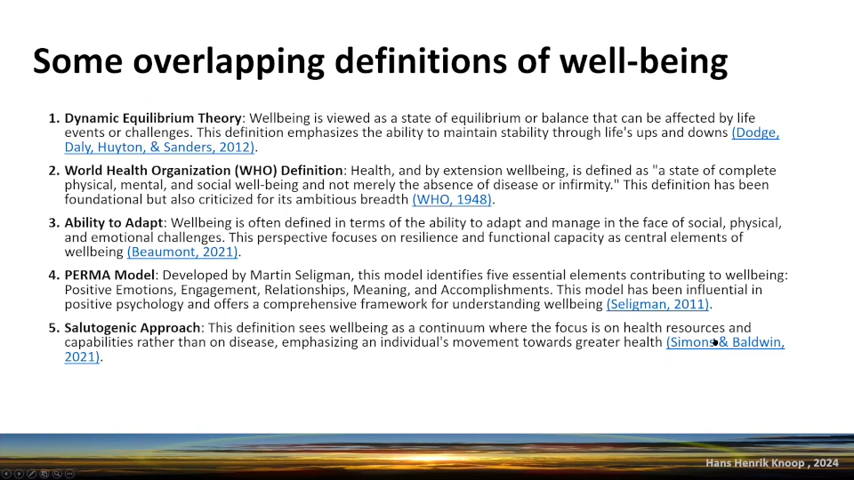 Some overlapping definitions of well-being
1. Dynamic Equilibrium Theory: Wellbeing is viewed as a state of equilibrium or balance that can be affected by life
events or challenges. This definition emphasizes the ability to maintain stability through life's ups and downs (Dodge,
Daly, Huyton, & Sanders, 2012).
2. World Health Organization (WHO) Definition: Health, and by extension wellbeing, is defined as "a state of complete
physical, mental, and social well-being and not merely the absence of disease or infirmity." This definition has been
foundational but also criticized for its ambitious breadth (WHO, 1948).
3. Ability to Adapt: Wellbeing is often defined in terms of the ability to adapt and manage in the face of social, physical,
and emotional challenges. This perspective focuses on resilience and functional capacity as central elements of
wellbeing (Beaumont, 2021).
4. PERMA Model: Developed by Martin Seligman, this model identifies five essential elements contributing to wellbeing:
Positive Emotions, Engagement, Relationships, Meaning, and Accomplishments. This model has been influential in
positive psychology and offers a comprehensive framework for understanding wellbeing (Seligman, 2011).
5. Salutogenic Approach: This definition sees wellbeing as a continuum where the focus is on health resources and
capabilities rather than on disease, emphasizing an individual's movement towards greater health (Simons & Baldwin,
2021).
Hans Henrik Knoop , 2024